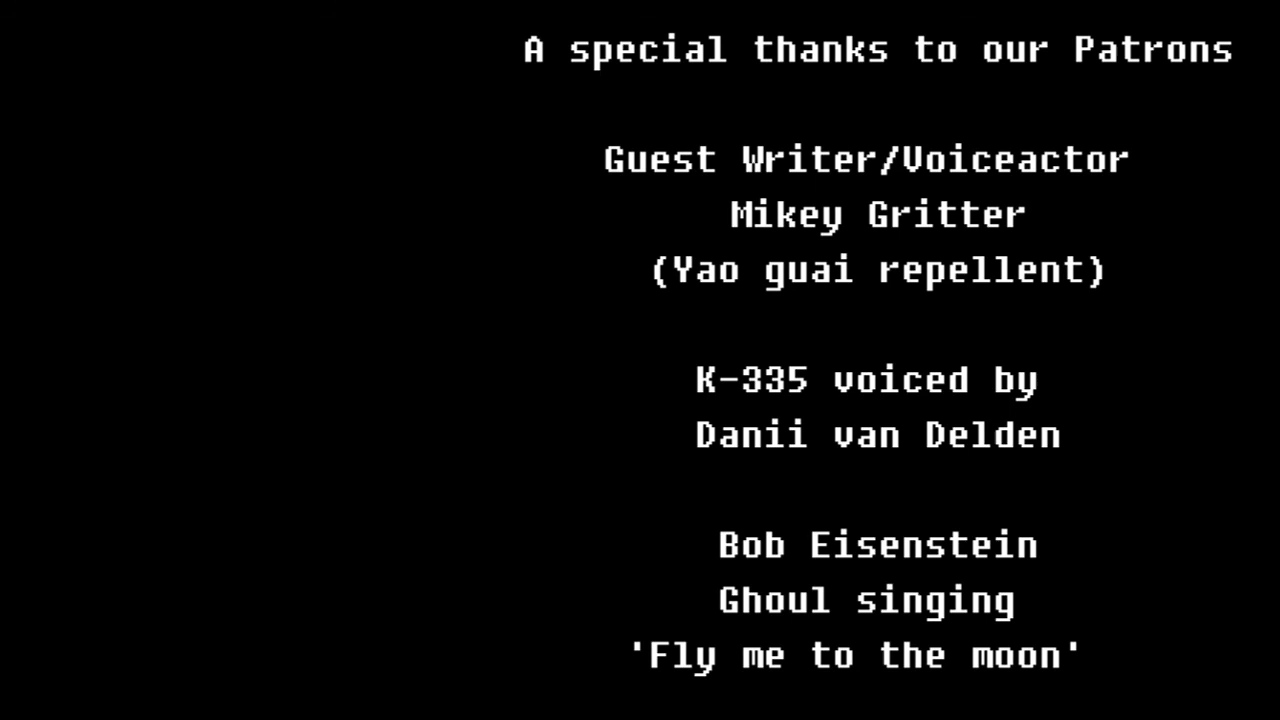 A special thanks to our Patrons
Guest Writer/Voiceactor
Mikey Gritter
(Yao guai repellent)
K-335 voiced by
Danii van Delden
Bob Eisenstein
Ghoul singing
'Fly me to the moon'